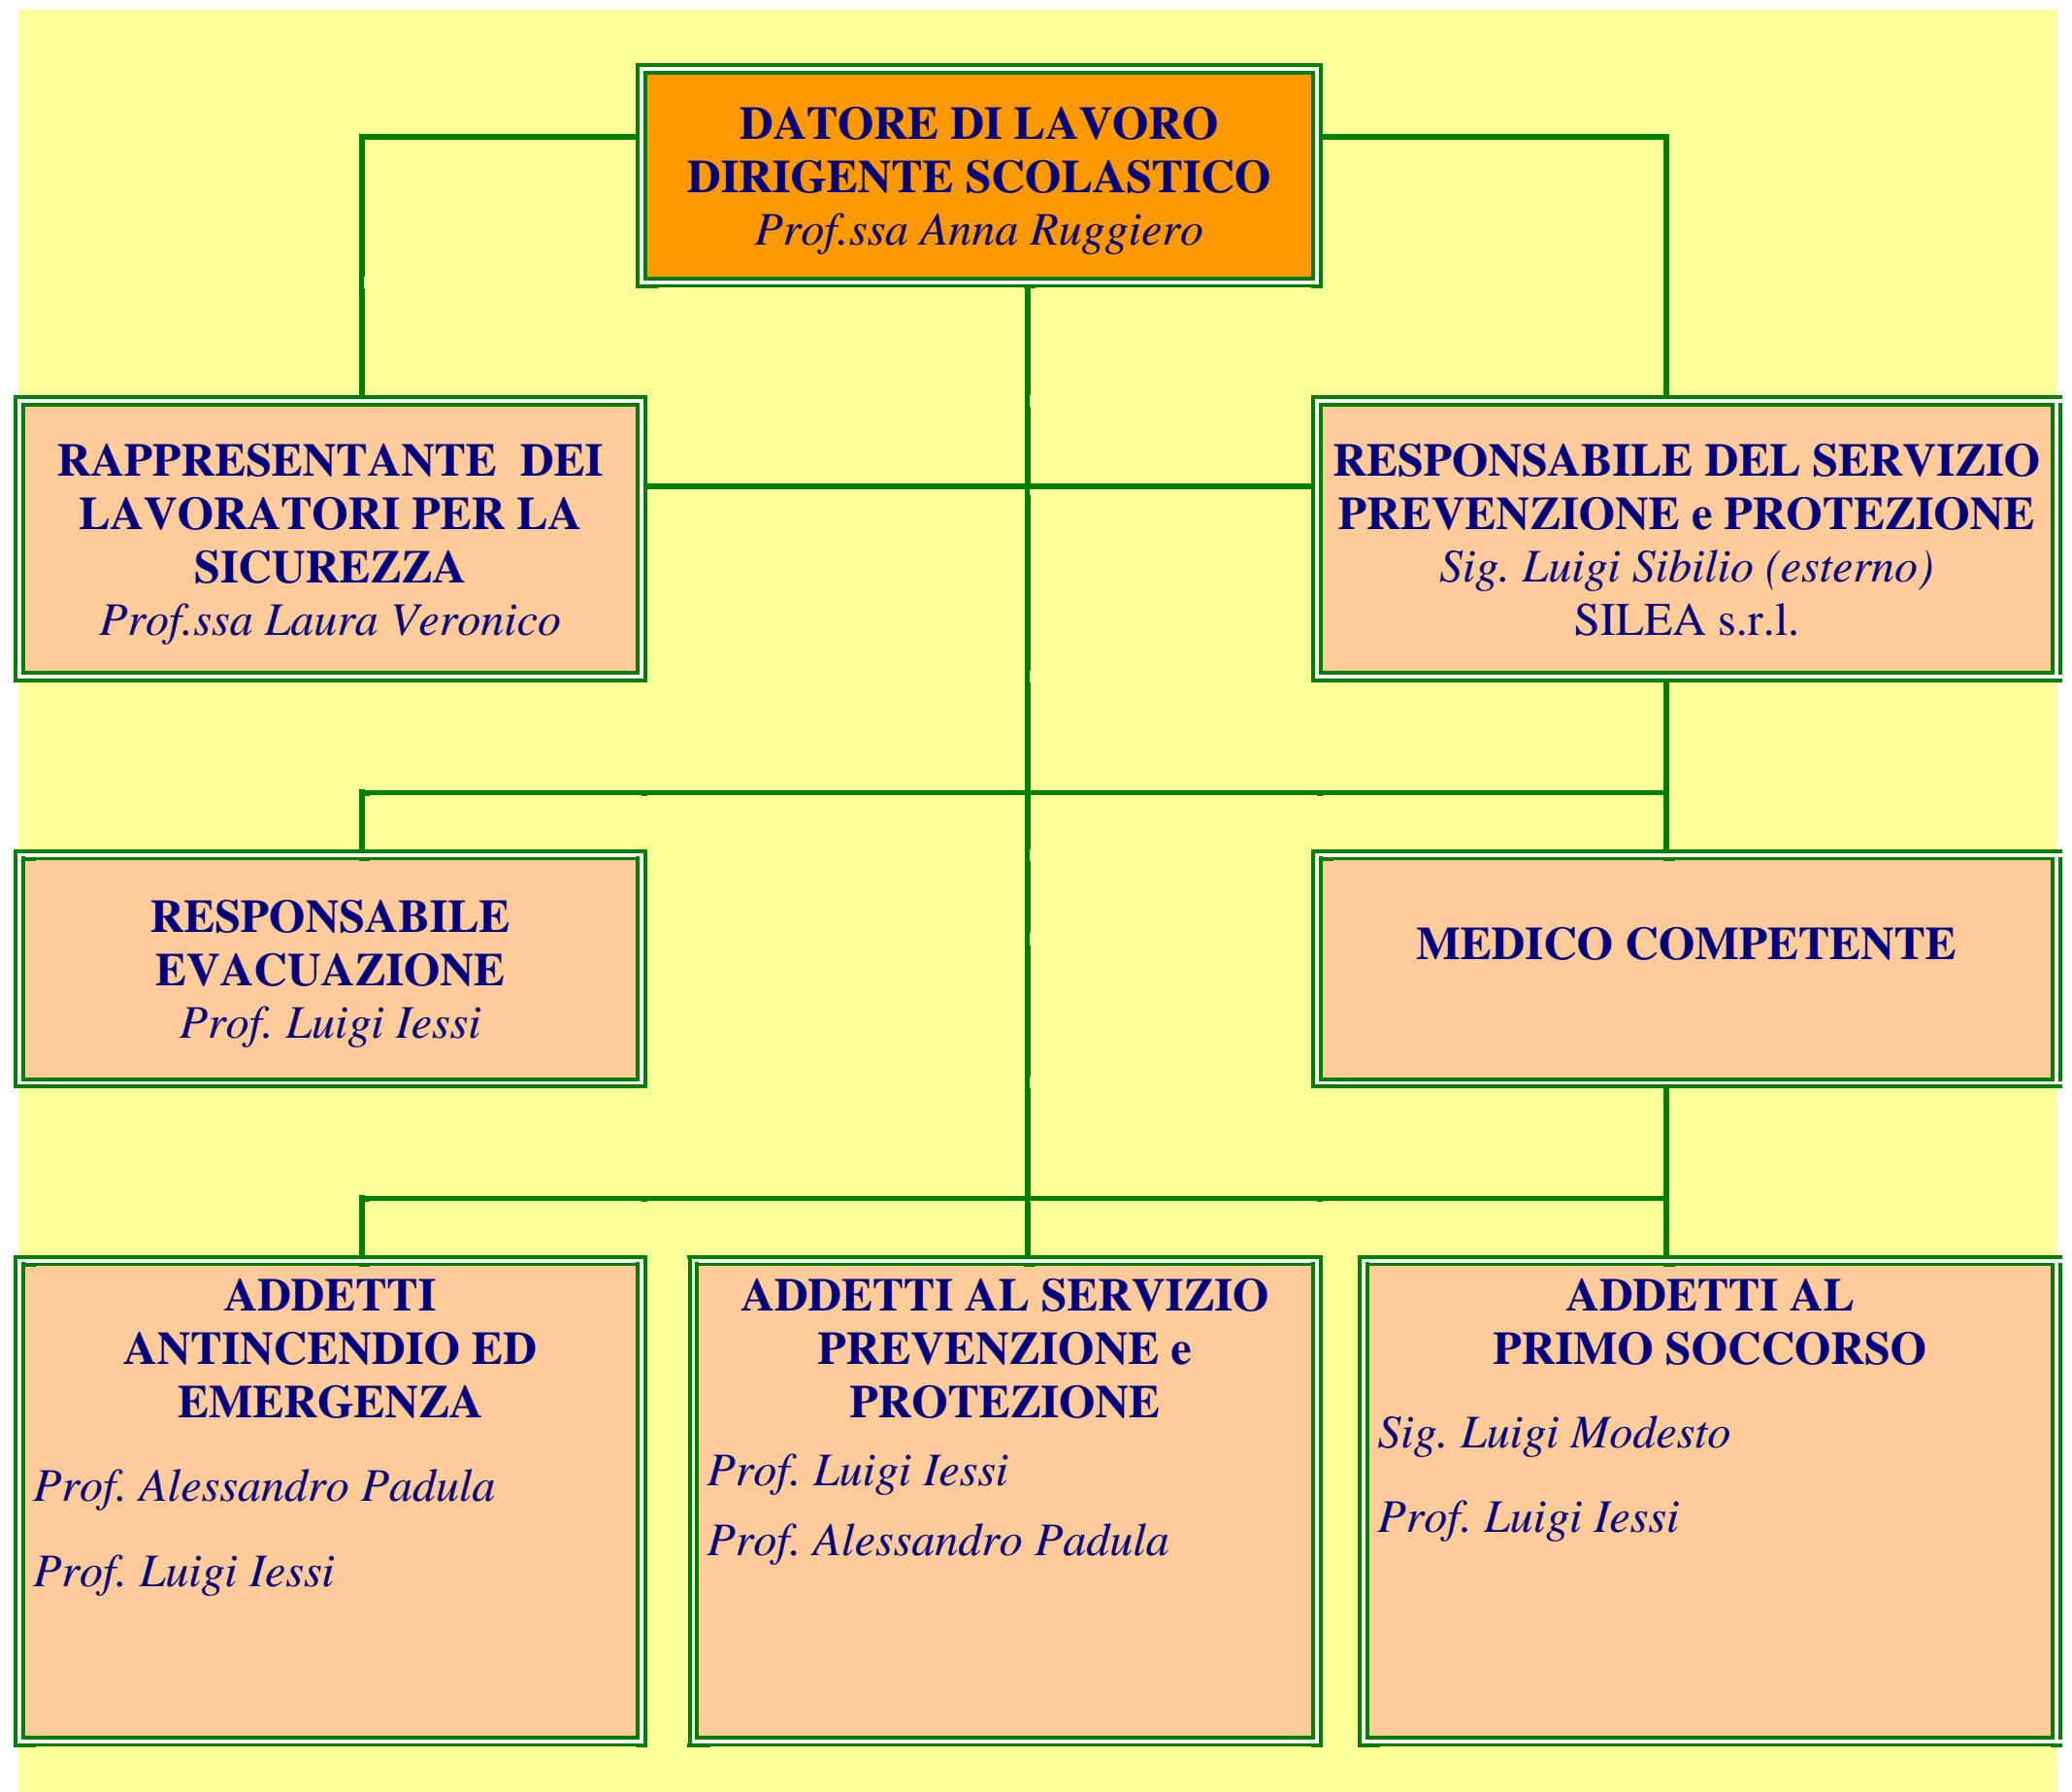 DATORE DI LAVORO
DIRIGENTE SCOLASTICO
Prof.ssa Anna Ruggiero
RAPPRESENTANTE DEI
LAVORATORI PER LA
SICUREZZA
Prof.ssa Laura Veronico
RESPONSABILE DEL SERVIZIO
PREVENZIONE e PROTEZIONE
Sig. Luigi Sibilio (esterno)
SILEA s.r.l.
RESPONSABILE
EVACUAZIONE
Prof. Luigi Iessi
MEDICO COMPETENTE
ADDETTI
ANTINCENDIO ED
EMERGENZA
Prof. Alessandro Padula
Prof. Luigi Iessi
ADDETTI AL SERVIZIO
PREVENZIONE e
PROTEZIONE
Prof. Luigi Iessi
Prof. Alessandro Padula
ADDETTI AL
PRIMO SOCCORSO
Sig. Luigi Modesto
Prof. Luigi Iessi